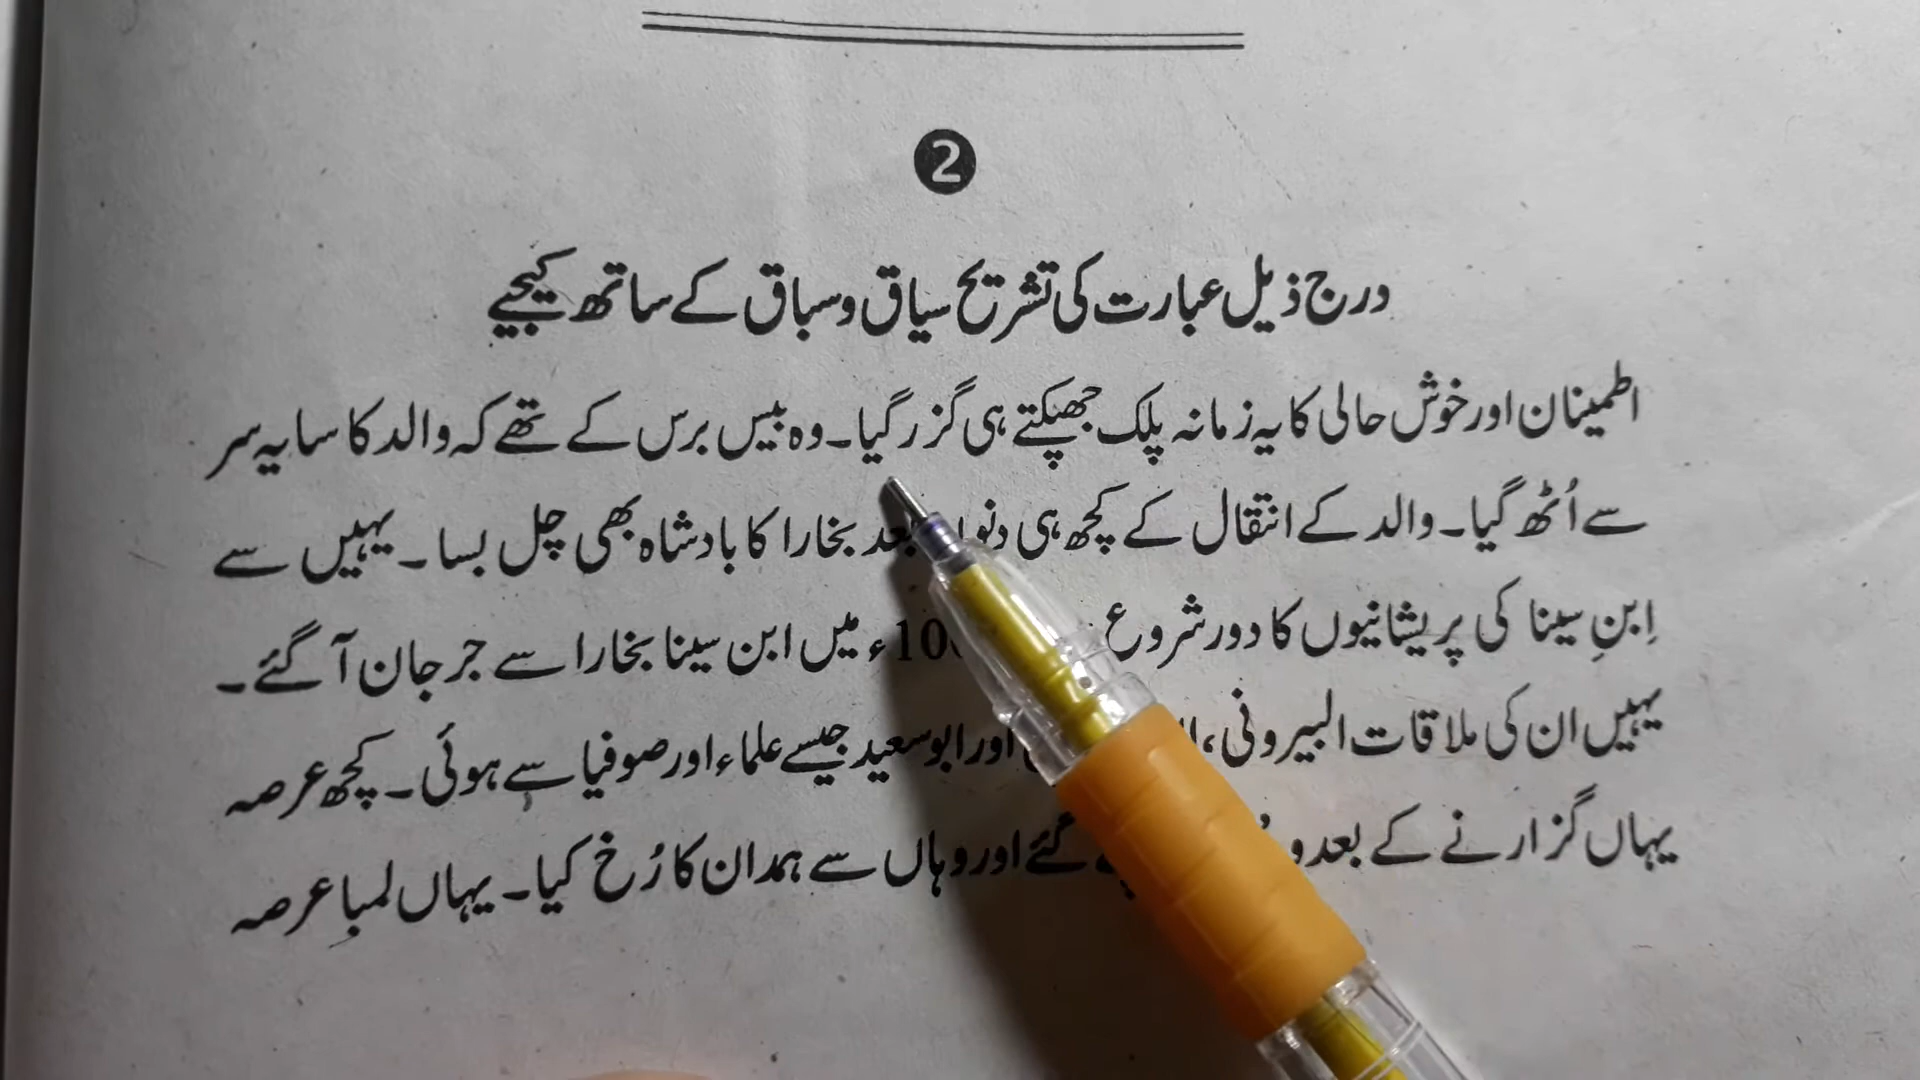 2
درج ذیل عبارت کی تشریح سیاق و سباق کے ساتھ کیجیے
اطمینان اور خوش حالی کا یہ زمانہ پلک جھپکتے ہی گزر گیا۔ وہ بیس برس کے تھے کہ والد کا سایہ سر
سے اُٹھ گیا۔ والد کے انتقال کے کچھ ہی دنوں بعد بخارا کا بادشاہ بھی چل بسا۔ یہیں سے
اِبنِ سینا کی پریشانیوں کا دور شروع ء میں ابن سینا بخارا سے جرجان آ گئے۔
یہیں ان کی ملاقات البیرونی، اور ابوسعید جیسے علماء اور صوفیا سے ہوئی۔ کچھ عرصہ
یہاں گزارنے کے بعد گئے اور وہاں سے ہمدان کا رُخ کیا۔ یہاں لمبا عرصہ